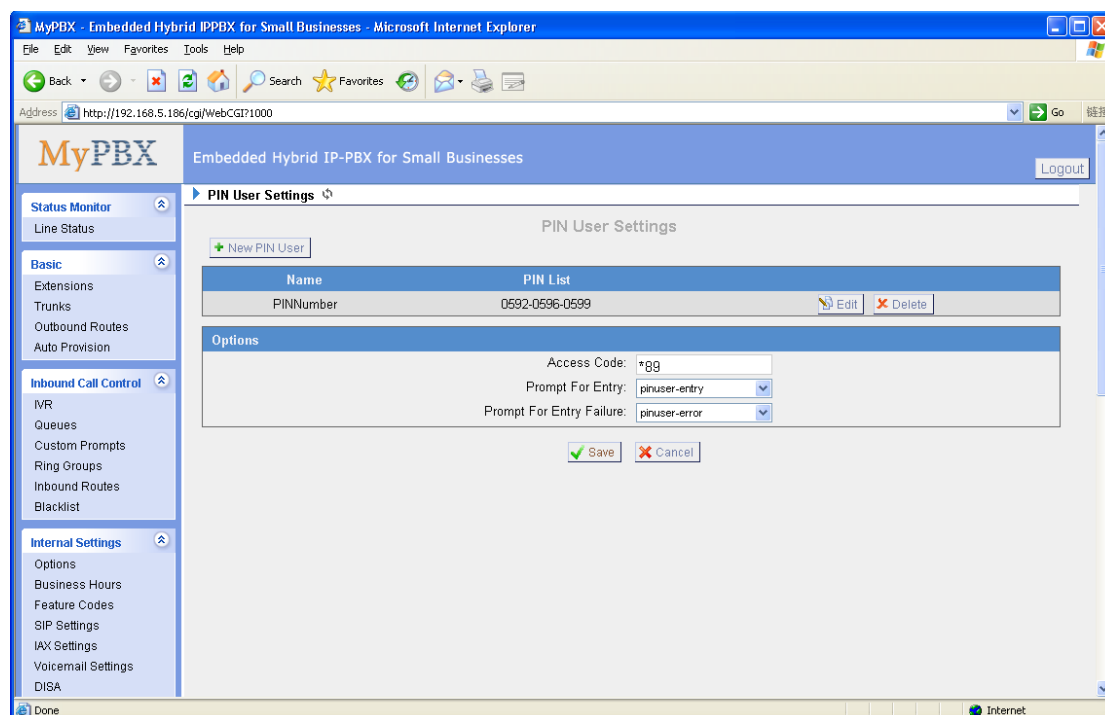 MyPBX - Embedded Hybrid IPPBX for Small Businesses - Microsoft Internet Explorer
File Edit View Favorites Tools Help
Back Search Favorites
Address http://192.168.5.186/cgi/WebCGI?1000 Go 链接
MyPBX
Embedded Hybrid IP-PBX for Small Businesses
Logout
Status Monitor
Line Status
Basic
Extensions
Trunks
Outbound Routes
Auto Provision
Inbound Call Control
IVR
Queues
Custom Prompts
Ring Groups
Inbound Routes
Blacklist
Internal Settings
Options
Business Hours
Feature Codes
SIP Settings
IAX Settings
Voicemail Settings
DISA
PIN User Settings
PIN User Settings
New PIN User
Name PIN List
PINNumber 0592-0596-0599 Edit Delete
Options
Access Code: *89
Prompt For Entry: pinuser-entry
Prompt For Entry Failure: pinuser-error
Save Cancel
Done Internet